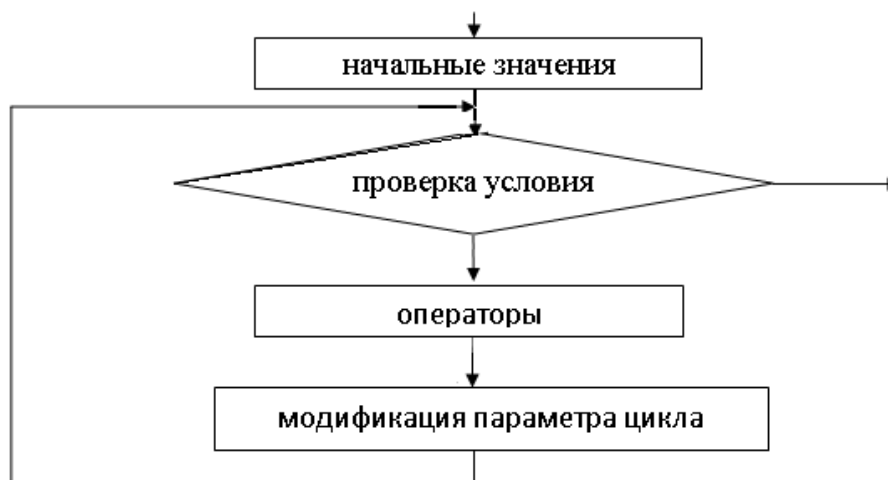 начальные значения
проверка условия
операторы
модификация параметра цикла